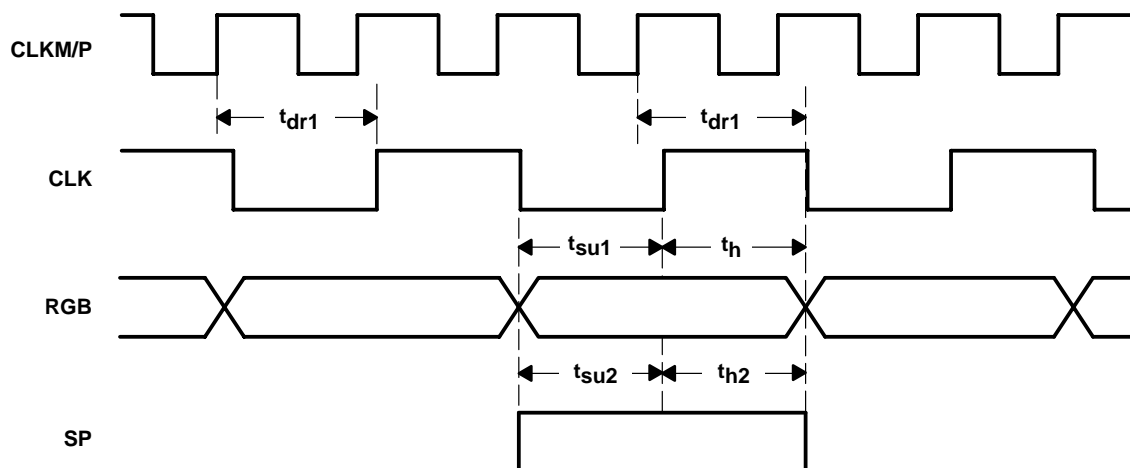 CLKM/P
tdr1 tdr1
CLK
tsu1 th
RGB
tsu2 th2
SP